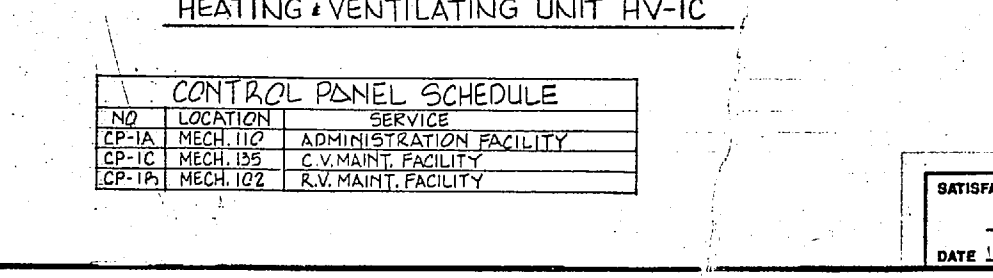 HEATING & VENTILATING UNIT HV-1C
CONTROL PANEL SCHEDULE
NO LOCATION SERVICE
CP-1A MECH. 110 ADMINISTRATION FACILITY
CP-1C MECH. 135 C.V. MAINT. FACILITY
CP-1B MECH. 102 R.V. MAINT. FACILITY
SATISFA
DATE